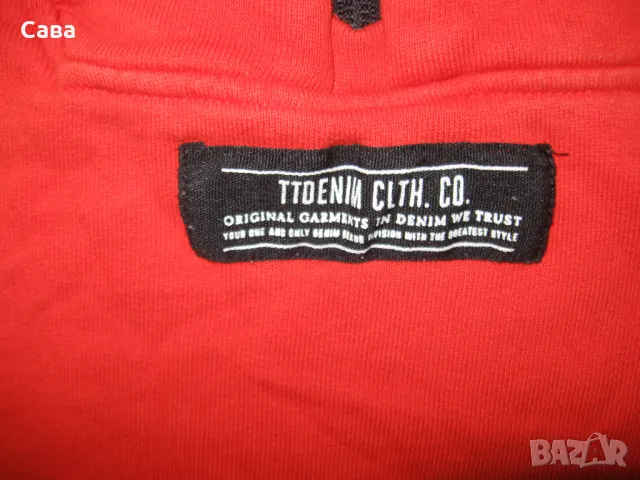 CaBa
TTDENIM CLTH. CO.
ORIGINAL GARMENTS IN DENIM WE TRUST
YOUR ONE AND ONLY DENIM BRAND DIVISION WITH THE GREATEST STYLE
BAZAR